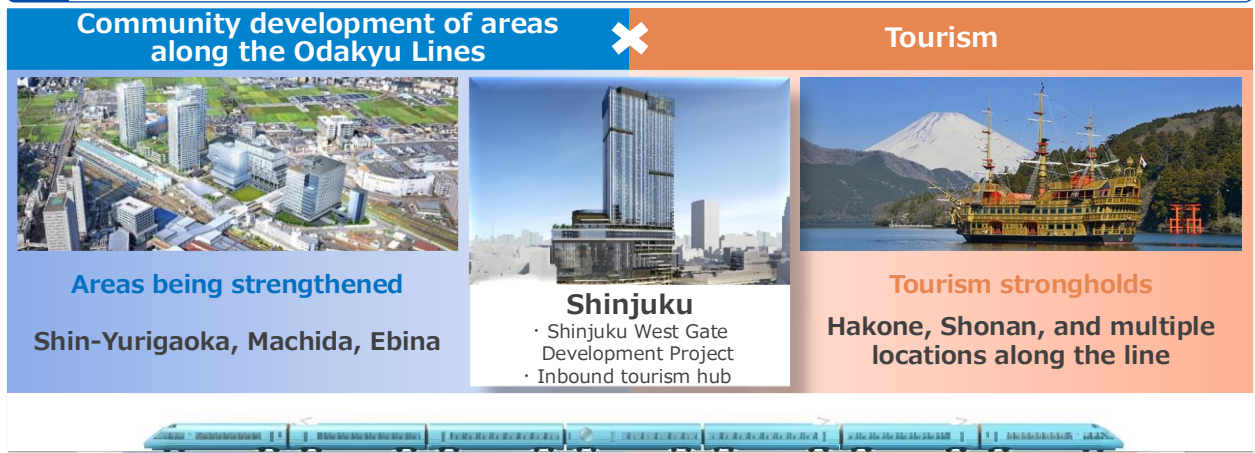 Community development of areas
along the Odakyu Lines
Tourism
Areas being strengthened
Shin-Yurigaoka, Machida, Ebina
Shinjuku
・Shinjuku West Gate
Development Project
・Inbound tourism hub
Tourism strongholds
Hakone, Shonan, and multiple
locations along the line